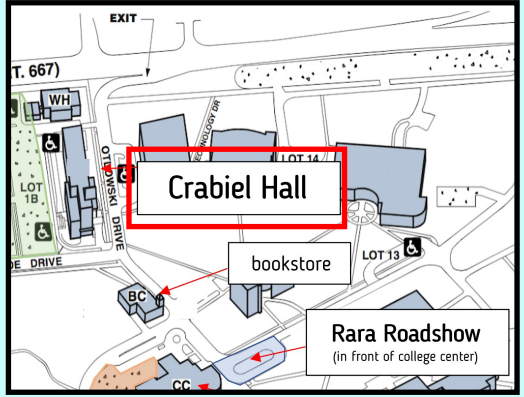 EXIT
T. 667)
WH
TECHNOLOGY DR
LOT 14
OTLOWSKI DRIVE
Crabiel Hall
LOT
1B
DE DRIVE
LOT 13
bookstore
BC
Rara Roadshow
(in front of college center)
CC